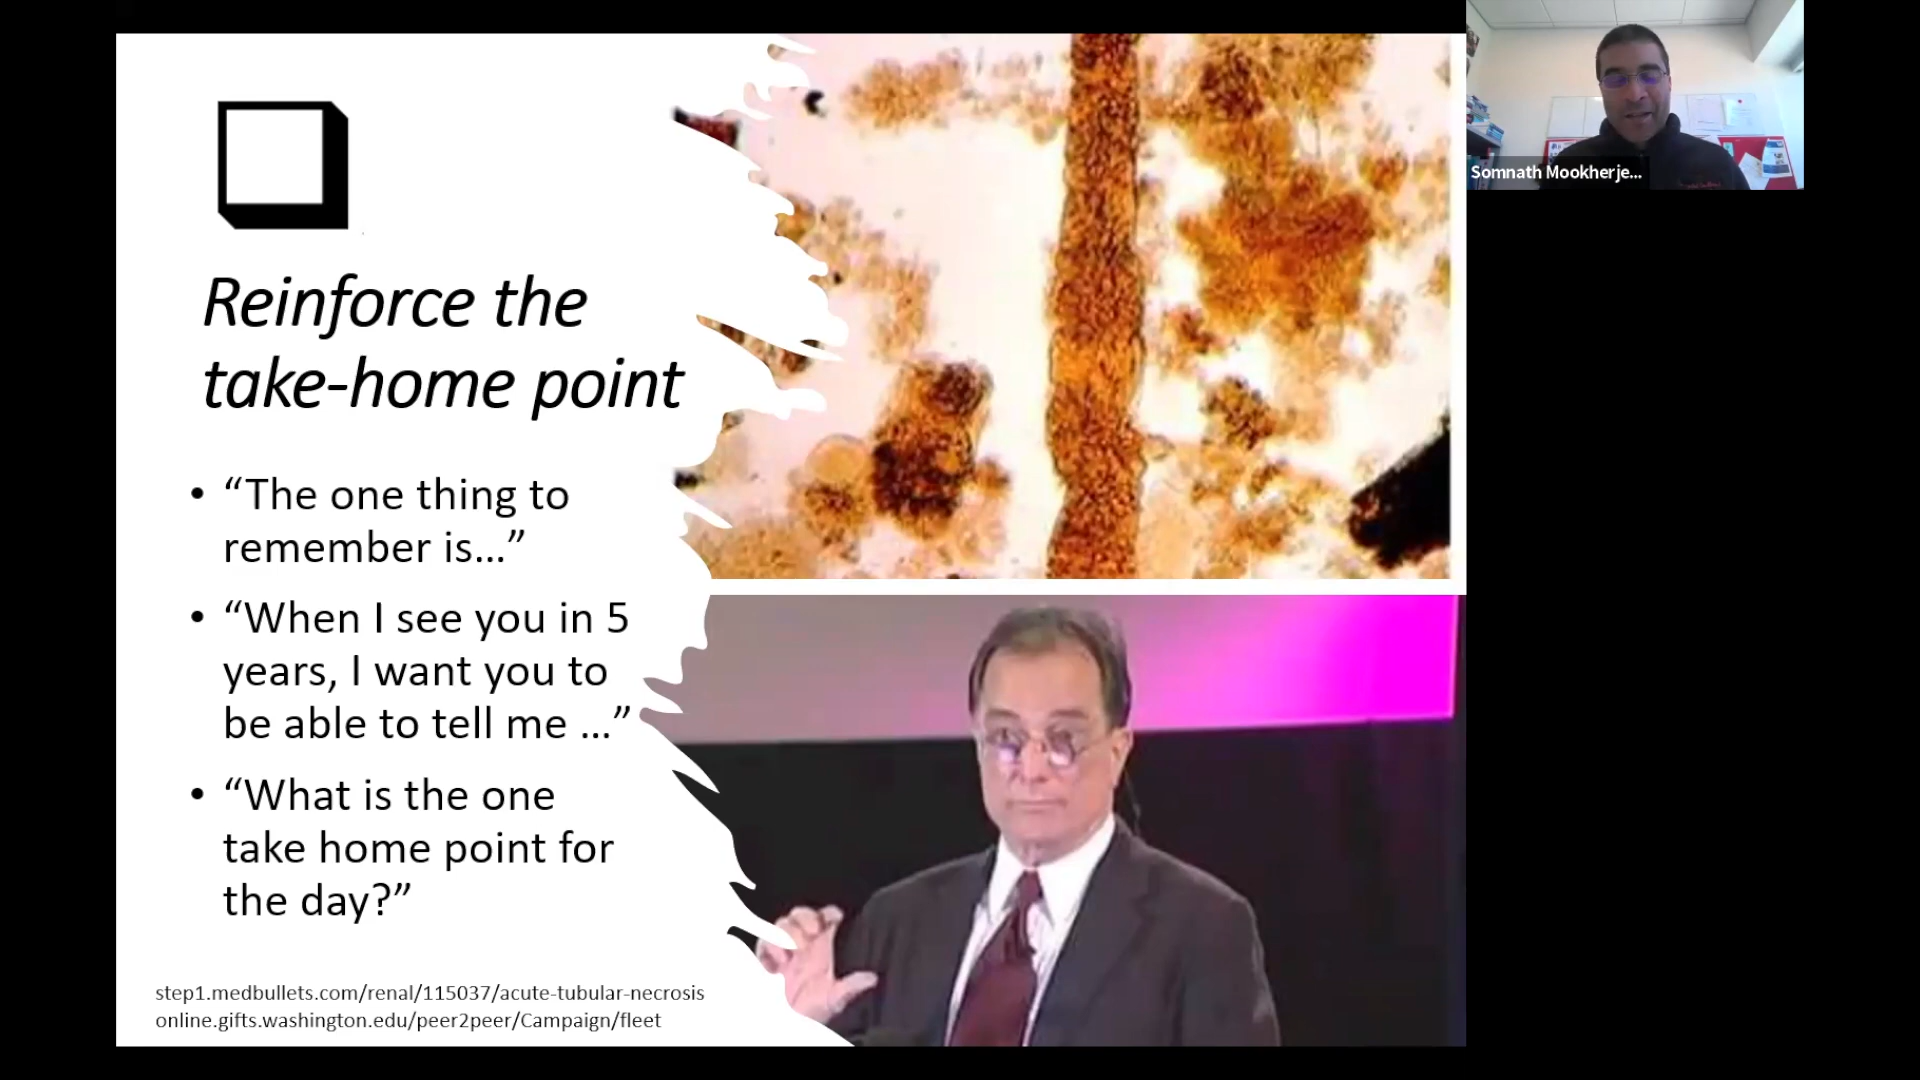 Somnath Mookherje...
Reinforce the
take-home point
• “The one thing to
remember is...”
• “When I see you in 5
years, I want you to
be able to tell me ...”
• “What is the one
take home point for
the day?”
step1.medbullets.com/renal/115037/acute-tubular-necrosis
online.gifts.washington.edu/peer2peer/Campaign/fleet